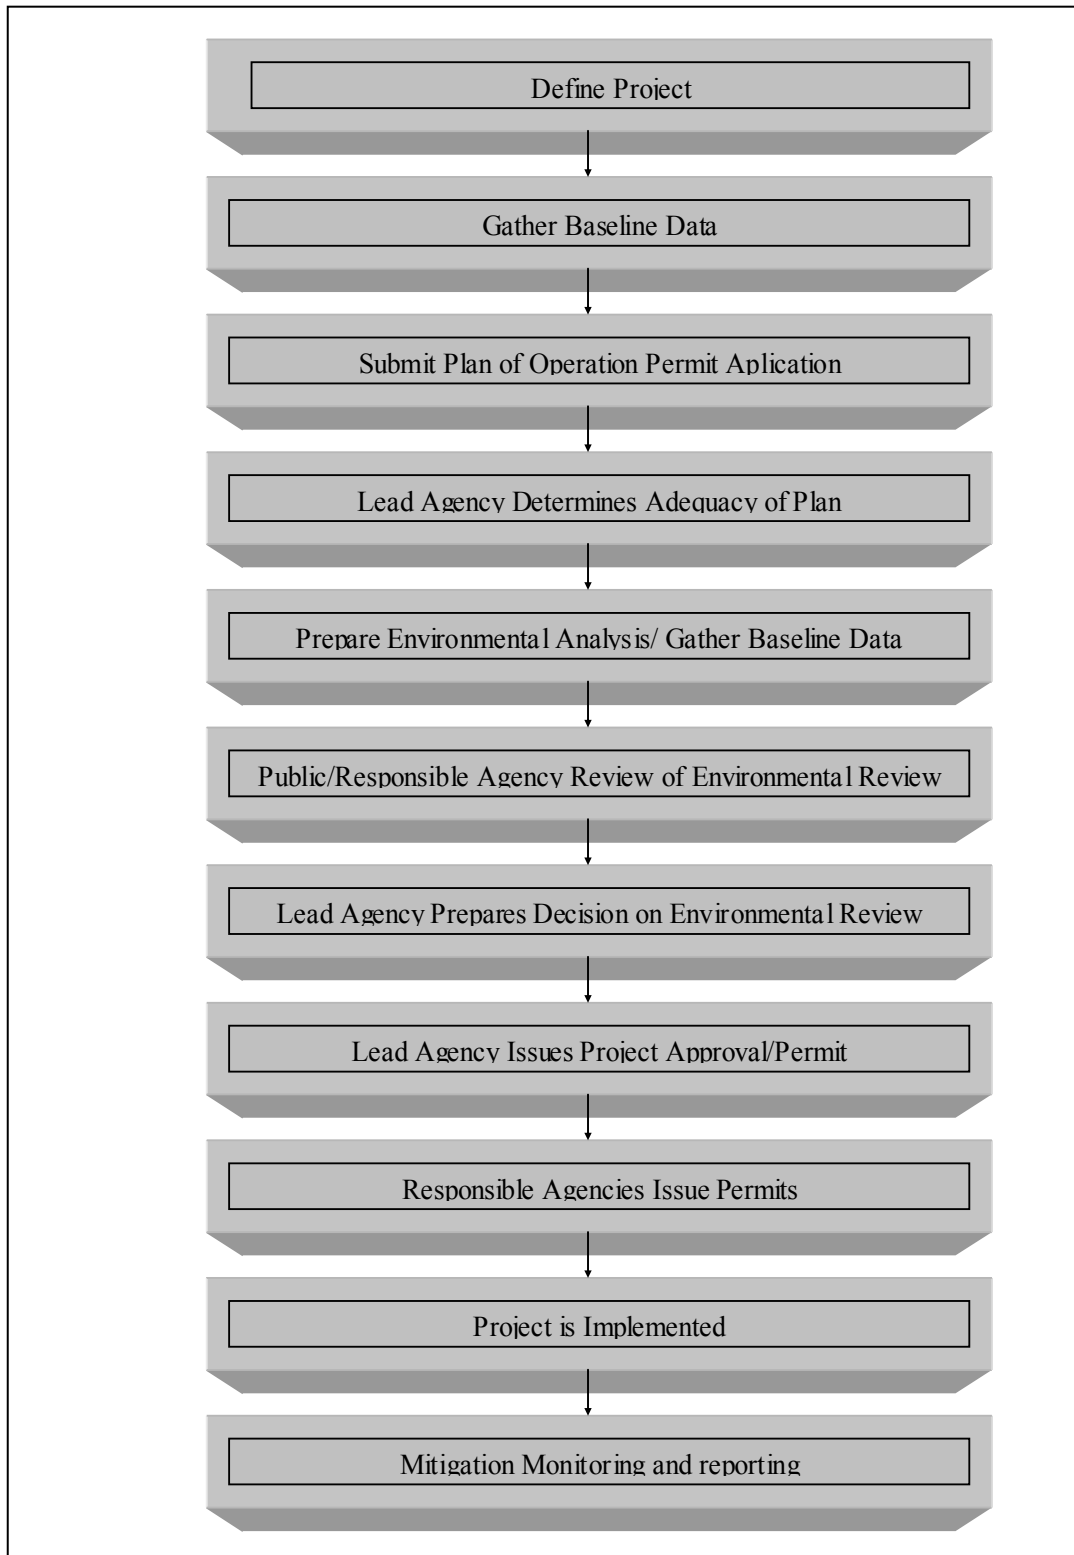 Define Project
Gather Baseline Data
Submit Plan of Operation Permit Aplication
Lead Agency Determines Adequacy of Plan
Prepare Environmental Analysis/ Gather Baseline Data
Public/Responsible Agency Review of Environmental Review
Lead Agency Prepares Decision on Environmental Review
Lead Agency Issues Project Approval/Permit
Responsible Agencies Issue Permits
Project is Implemented
Mitigation Monitoring and reporting